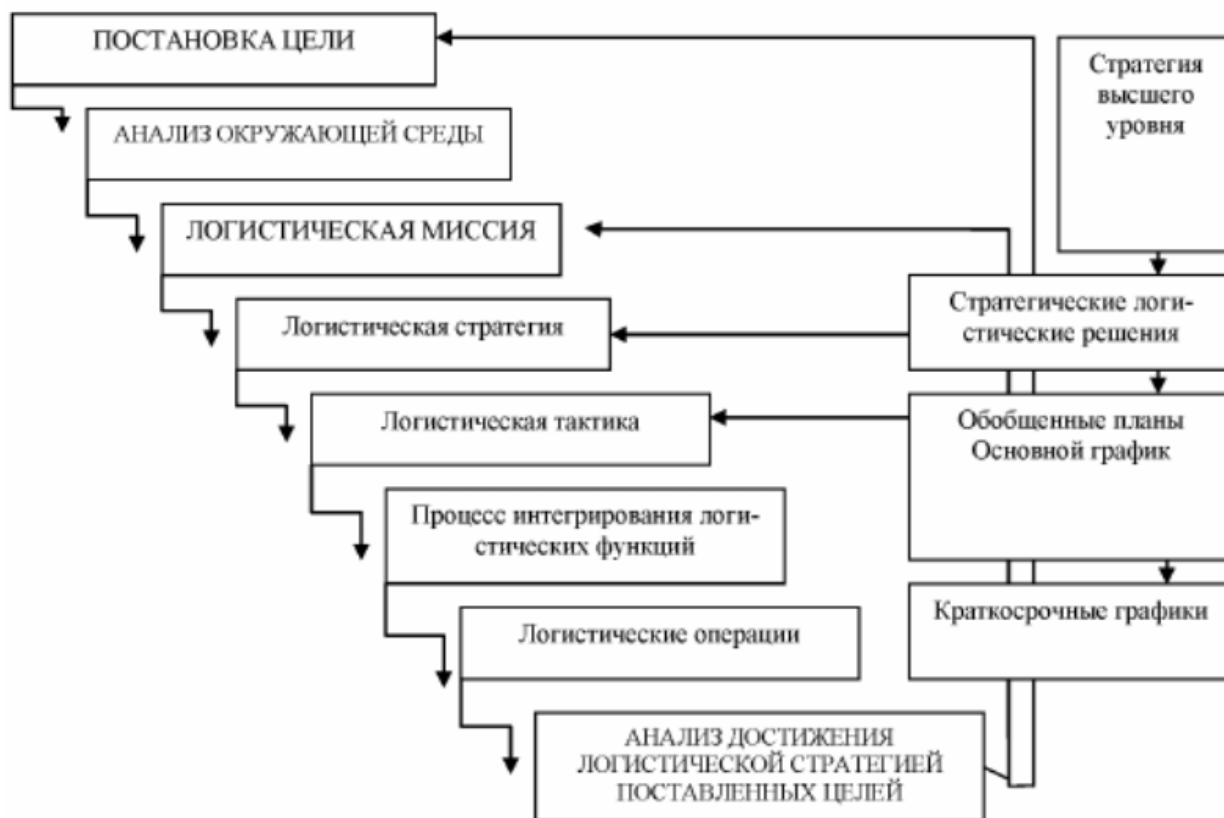 ПОСТАНОВКА ЦЕЛИ
АНАЛИЗ ОКРУЖАЮЩЕЙ СРЕДЫ
ЛОГИСТИЧЕСКАЯ МИССИЯ
Логистическая стратегия
Логистическая тактика
Процесс интегрирования логи-
стических функций
Логистические операции
АНАЛИЗ ДОСТИЖЕНИЯ
ЛОГИСТИЧЕСКОЙ СТРАТЕГИЕЙ
ПОСТАВЛЕННЫХ ЦЕЛЕЙ
Стратегия
высшего
уровня
Стратегические логи-
стические решения
Обобщенные планы
Основной график
Краткосрочные графики